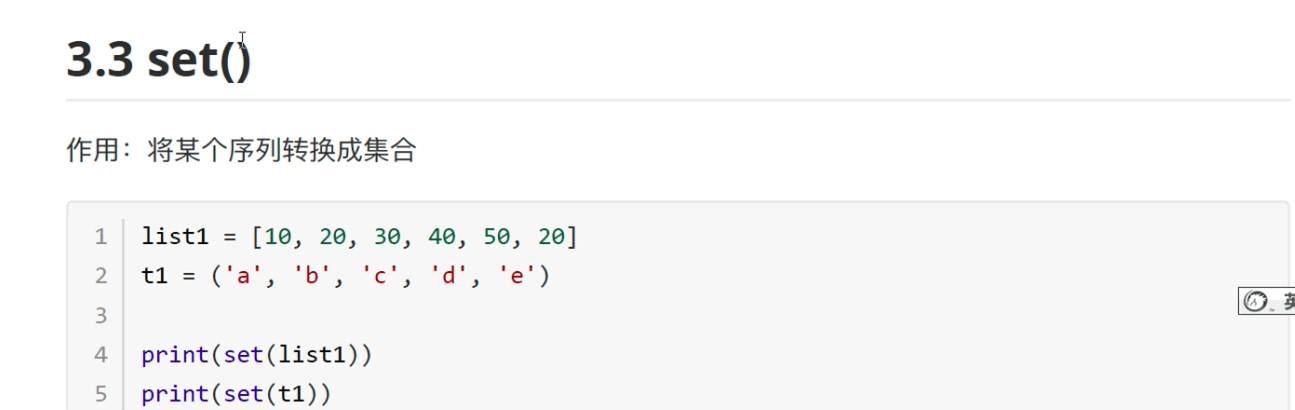 3.3 set()
作用：将某个序列转换成集合
1 list1 = [10, 20, 30, 40, 50, 20]
2 t1 = ('a', 'b', 'c', 'd', 'e')
3
4 print(set(list1))
5 print(set(t1))
英